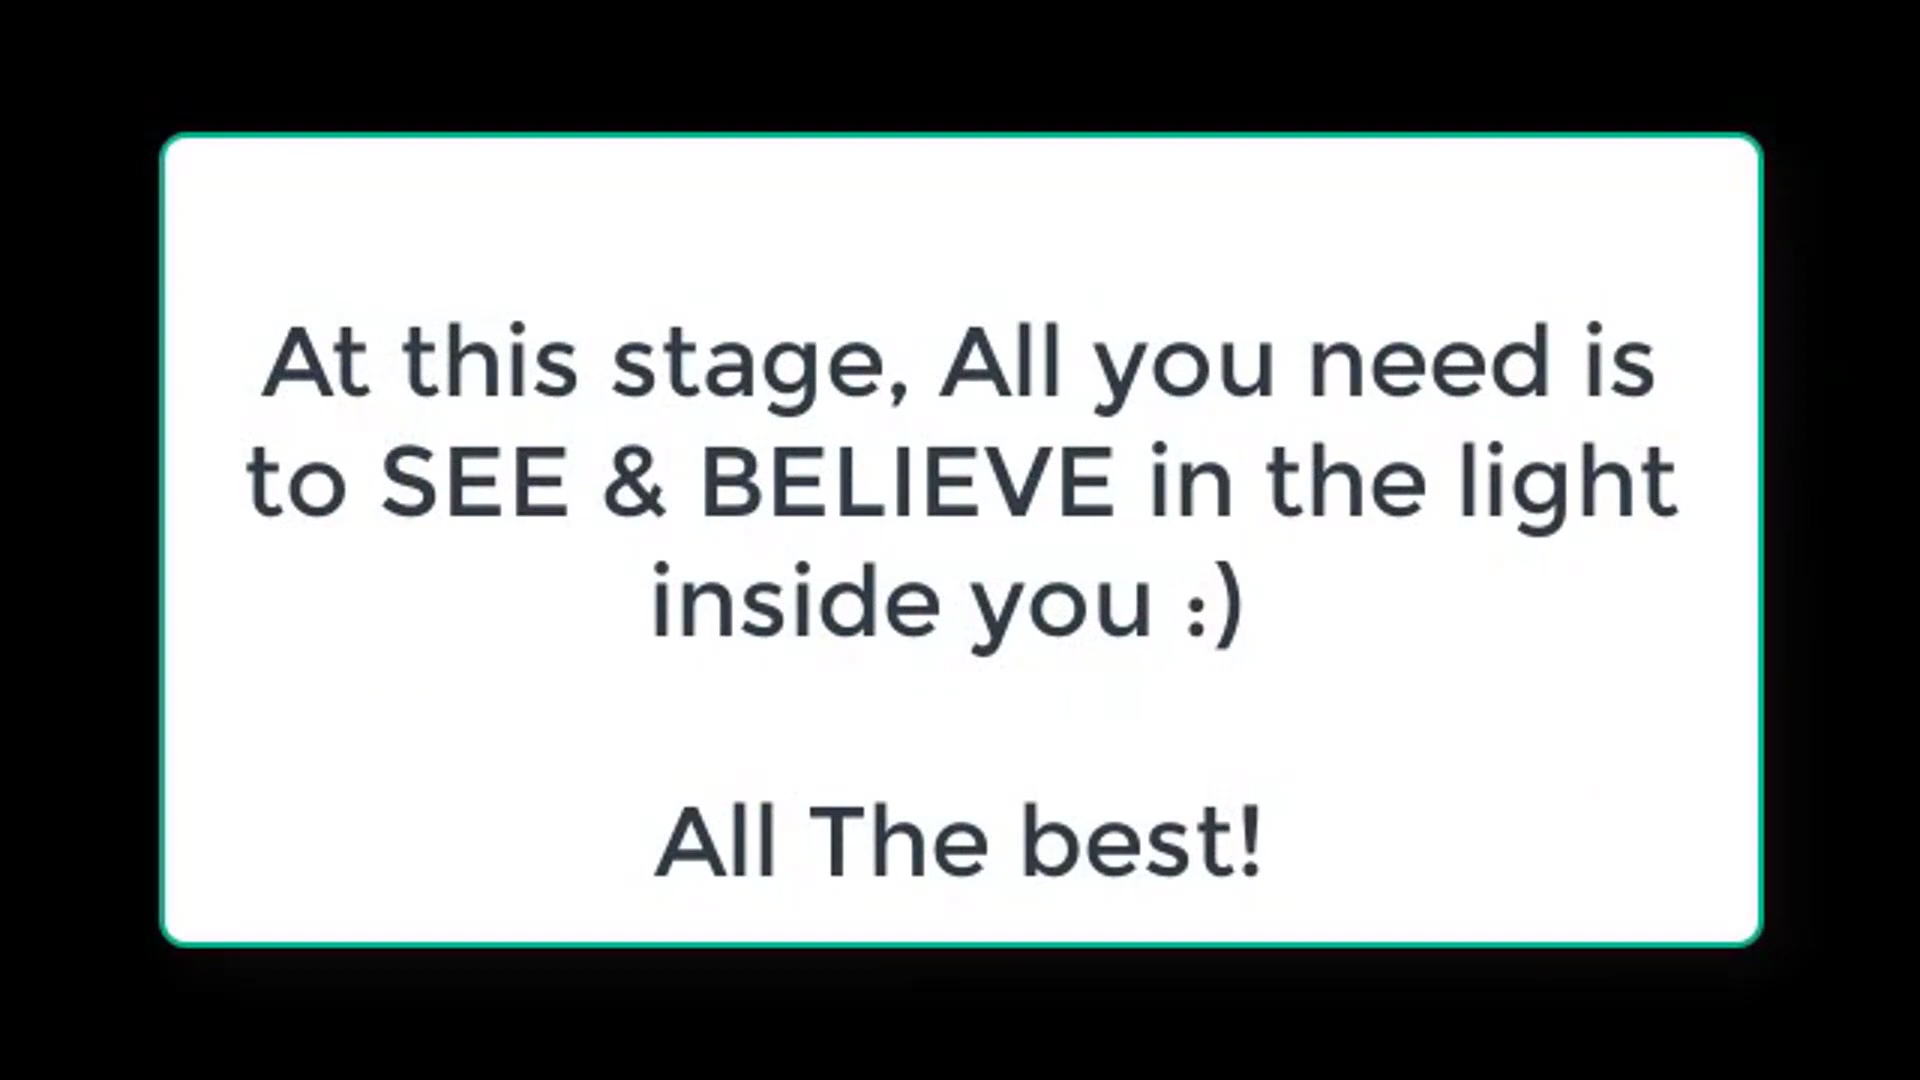 At this stage, All you need is
to SEE & BELIEVE in the light
inside you :)
All The best!